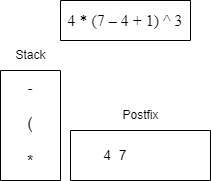 4 * (7 – 4 + 1) ^ 3
Stack
-
(
*
Postfix
4 7